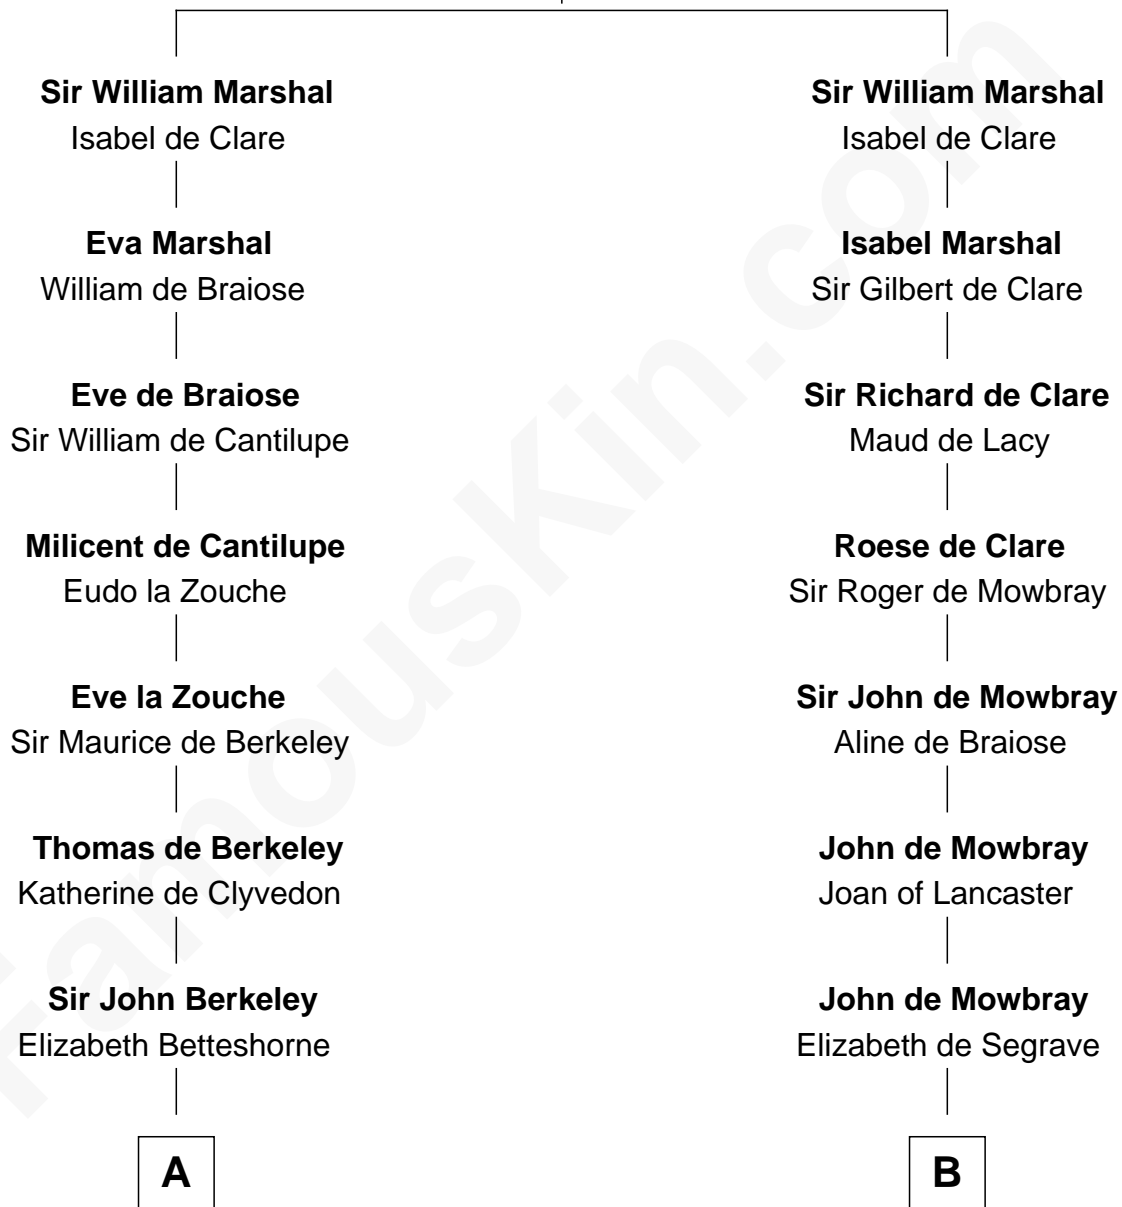 Sir William Marshal
Isabel de Clare
Eva Marshal
William de Braiose
Eve de Braiose
Sir William de Cantilupe
Milicent de Cantilupe
Eudo la Zouche
Eve la Zouche
Sir Maurice de Berkeley
Thomas de Berkeley
Katherine de Clyvedon
Sir John Berkeley
Elizabeth Betteshorne
A
Sir William Marshal
Isabel de Clare
Isabel Marshal
Sir Gilbert de Clare
Sir Richard de Clare
Maud de Lacy
Roese de Clare
Sir Roger de Mowbray
Sir John de Mowbray
Aline de Braiose
John de Mowbray
Joan of Lancaster
John de Mowbray
Elizabeth de Segrave
B
FamousKin.com